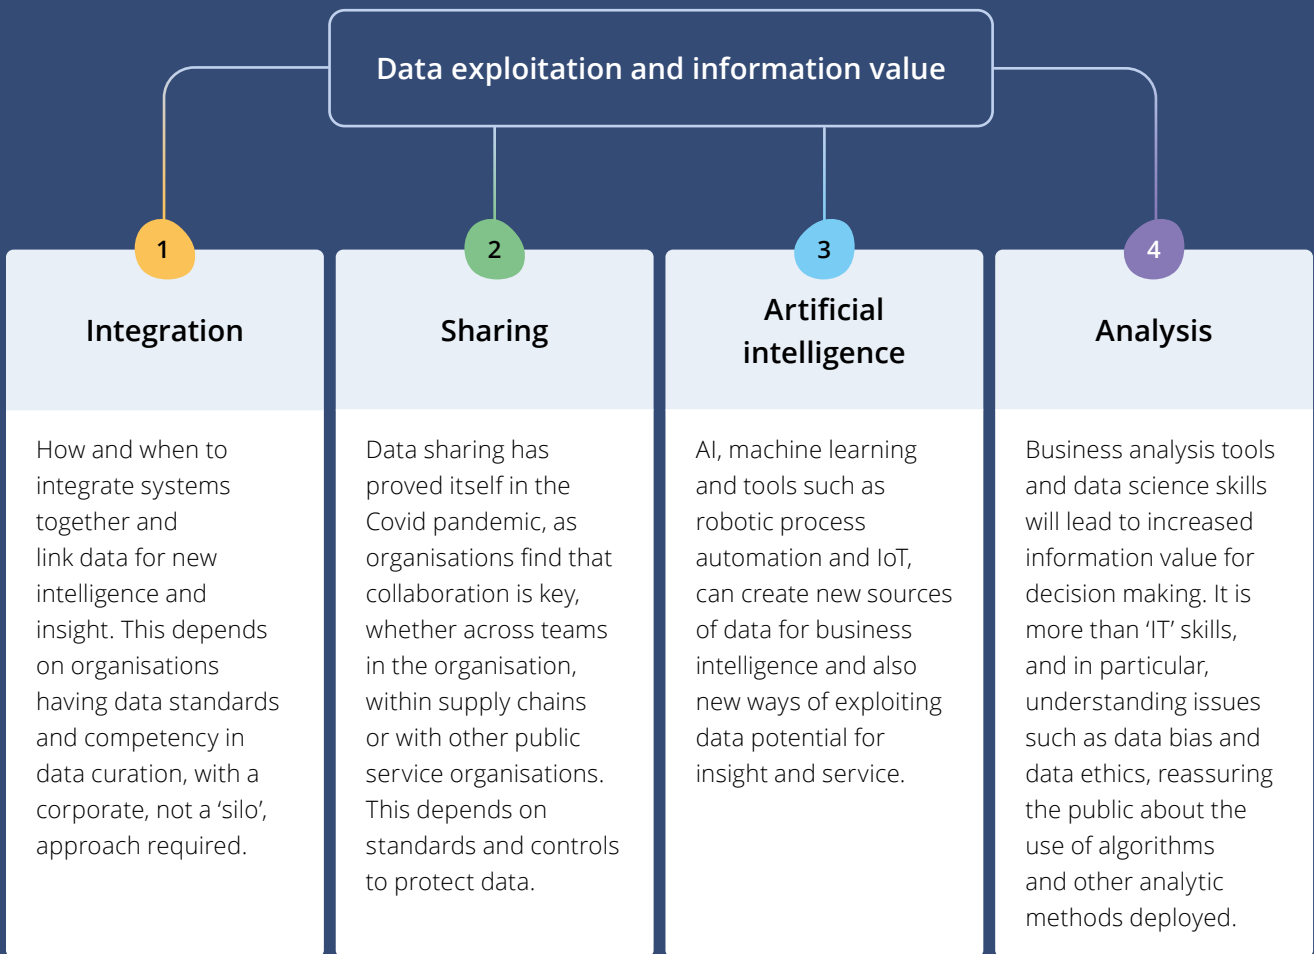 Data exploitation and information value
1
Integration
How and when to
integrate systems
together and
link data for new
intelligence and
insight. This depends
on organisations
having data standards
and competency in
data curation, with a
corporate, not a ‘silo’,
approach required.
2
Sharing
Data sharing has
proved itself in the
Covid pandemic, as
organisations find that
collaboration is key,
whether across teams
in the organisation,
within supply chains
or with other public
service organisations.
This depends on
standards and controls
to protect data.
3
Artificial
intelligence
AI, machine learning
and tools such as
robotic process
automation and IoT,
can create new sources
of data for business
intelligence and also
new ways of exploiting
data potential for
insight and service.
4
Analysis
Business analysis tools
and data science skills
will lead to increased
information value for
decision making. It is
more than ‘IT’ skills,
and in particular,
understanding issues
such as data bias and
data ethics, reassuring
the public about the
use of algorithms
and other analytic
methods deployed.